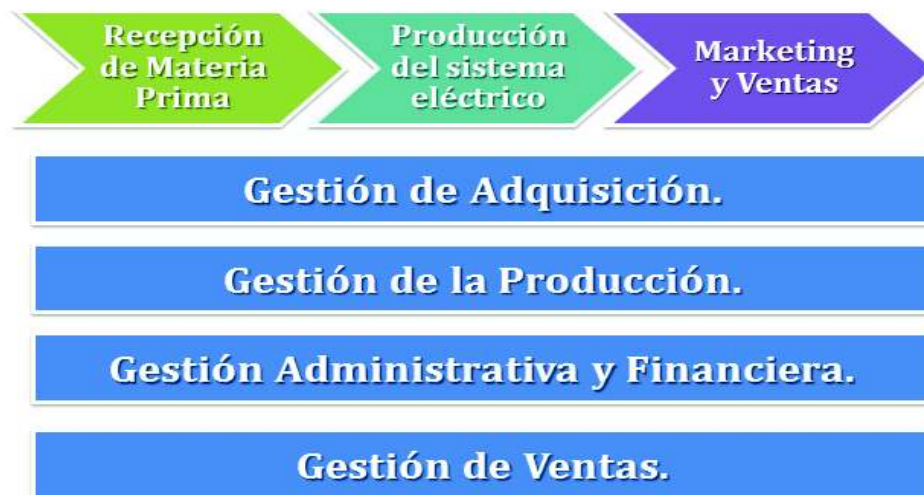 Recepción
de Materia
Prima
Producción
del sistema
eléctrico
Marketing
y Ventas
Gestión de Adquisición.
Gestión de la Producción.
Gestión Administrativa y Financiera.
Gestión de Ventas.